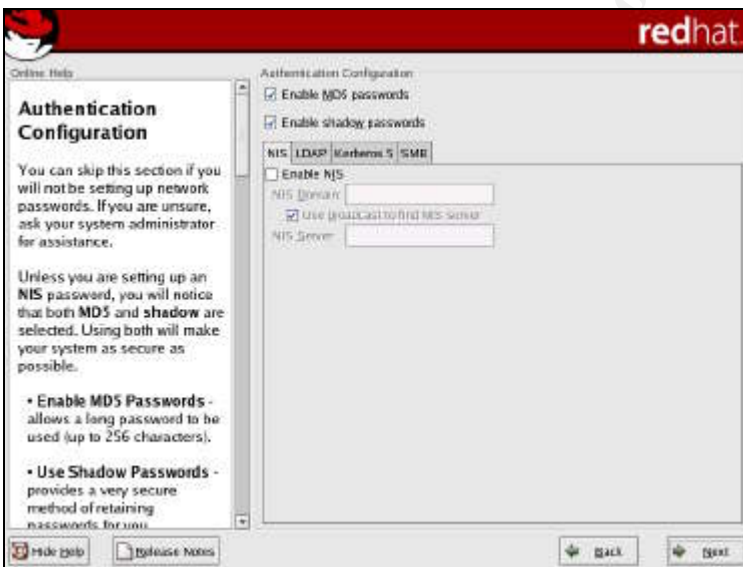 redhat.
Online Help
Authentication
Configuration
You can skip this section if you
will not be setting up network
passwords. If you are unsure,
ask your system administrator
for assistance.
Unless you are setting up an
NIS password, you will notice
that both MD5 and shadow are
selected. Using both will make
your system as secure as
possible.
• Enable MD5 Passwords -
allows a long password to be
used (up to 256 characters).
• Use Shadow Passwords -
provides a very secure
method of retaining
passwords for you
Authentication Configuration
Enable MD5 passwords
Enable shadow passwords
NIS LDAP Kerberos 5 SMB
Enable NIS
NIS Domain:
Use broadcast to find NIS server
NIS Server:
Hide Help
Release Notes
Back
Next